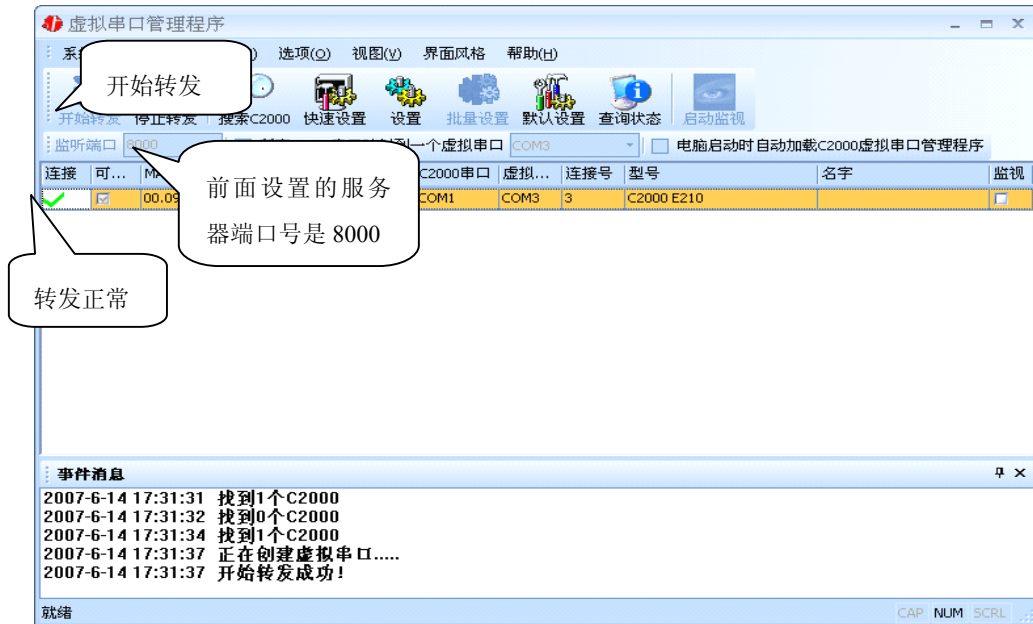 虚拟串口管理程序
系 选项(O) 视图(V) 界面风格 帮助(H)
开始转发
开始转发 停止转发 搜索C2000 快速设置 设置 批量设置 默认设置 查询状态 启动监视
监听端口 8000 一个虚拟串口 COM3 电脑启动时自动加载C2000虚拟串口管理程序
连接 可... C2000串口 虚拟... 连接号 型号 名字 监视
00.09 COM1 COM3 3 C2000 E210
前面设置的服务
器端口号是 8000
转发正常
事件消息
2007-6-14 17:31:31 找到1个C2000
2007-6-14 17:31:32 找到0个C2000
2007-6-14 17:31:34 找到1个C2000
2007-6-14 17:31:37 正在创建虚拟串口.....
2007-6-14 17:31:37 开始转发成功!
就绪 CAP NUM SCRL